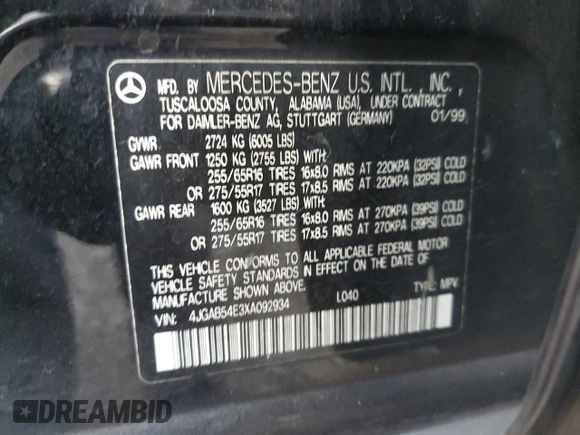 MFD. BY MERCEDES-BENZ U.S. INTL., INC.,
TUSCALOOSA COUNTY, ALABAMA (USA), UNDER CONTRACT
FOR DAIMLER-BENZ AG, STUTTGART (GERMANY) 01/99
GVWR 2724 KG (6005 LBS)
GAWR FRONT 1250 KG (2755 LBS) WITH:
255/65R16 TIRES 16x8.0 RIMS AT 220KPA (32PSI) COLD
OR 275/55R17 TIRES 17x8.5 RIMS AT 220KPA (32PSI) COLD
GAWR REAR 1600 KG (3527 LBS) WITH:
255/65R16 TIRES 16x8.0 RIMS AT 270KPA (39PSI) COLD
OR 275/55R17 TIRES 17x8.5 RIMS AT 270KPA (39PSI) COLD
THIS VEHICLE CONFORMS TO ALL APPLICABLE FEDERAL MOTOR
VEHICLE SAFETY STANDARDS IN EFFECT ON THE DATE OF
MANUFACTURE SHOWN ABOVE.
L040 TYPE: MPV
VIN: 4JGAB54E3XA092934
DREAMBID